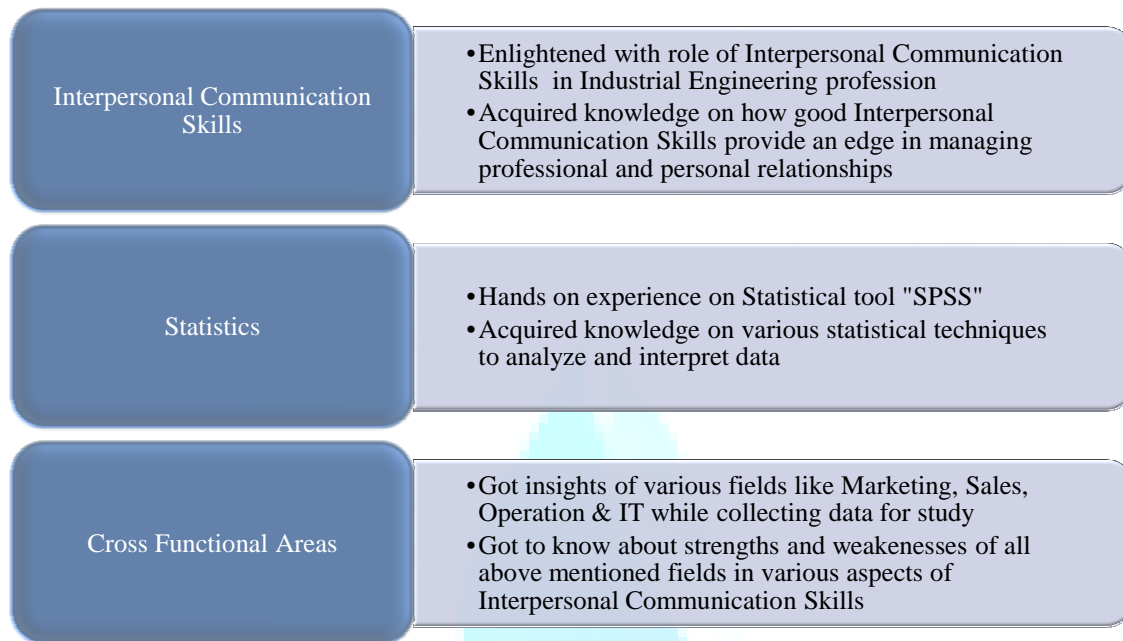 Interpersonal Communication
Skills
•Enlightened with role of Interpersonal Communication
Skills  in Industrial Engineering profession
•Acquired knowledge on how good Interpersonal
Communication Skills provide an edge in managing
professional and personal relationships
Statistics
•Hands on experience on Statistical tool "SPSS"
•Acquired knowledge on various statistical techniques
to analyze and interpret data
Cross Functional Areas
•Got insights of various fields like Marketing, Sales,
Operation & IT while collecting data for study
•Got to know about strengths and weakenesses of all
above mentioned fields in various aspects of
Interpersonal Communication Skills